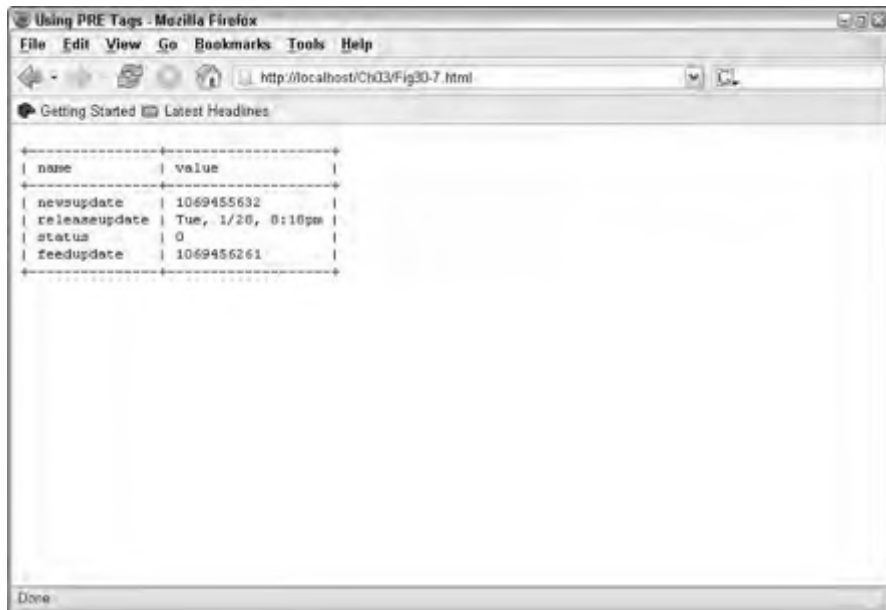 Using PRE Tags - Mozilla Firefox
File Edit View Go Bookmarks Tools Help
http://localhost/Ch03/Fig30-7.html
Getting Started Latest Headlines
+--------------+--------------------+
| name | value |
+--------------+--------------------+
| newsupdate | 1069455632 |
| releaseupdate | Tue, 1/28, 8:18pm |
| status | 0 |
| feedupdate | 1069456261 |
+--------------+--------------------+
Done